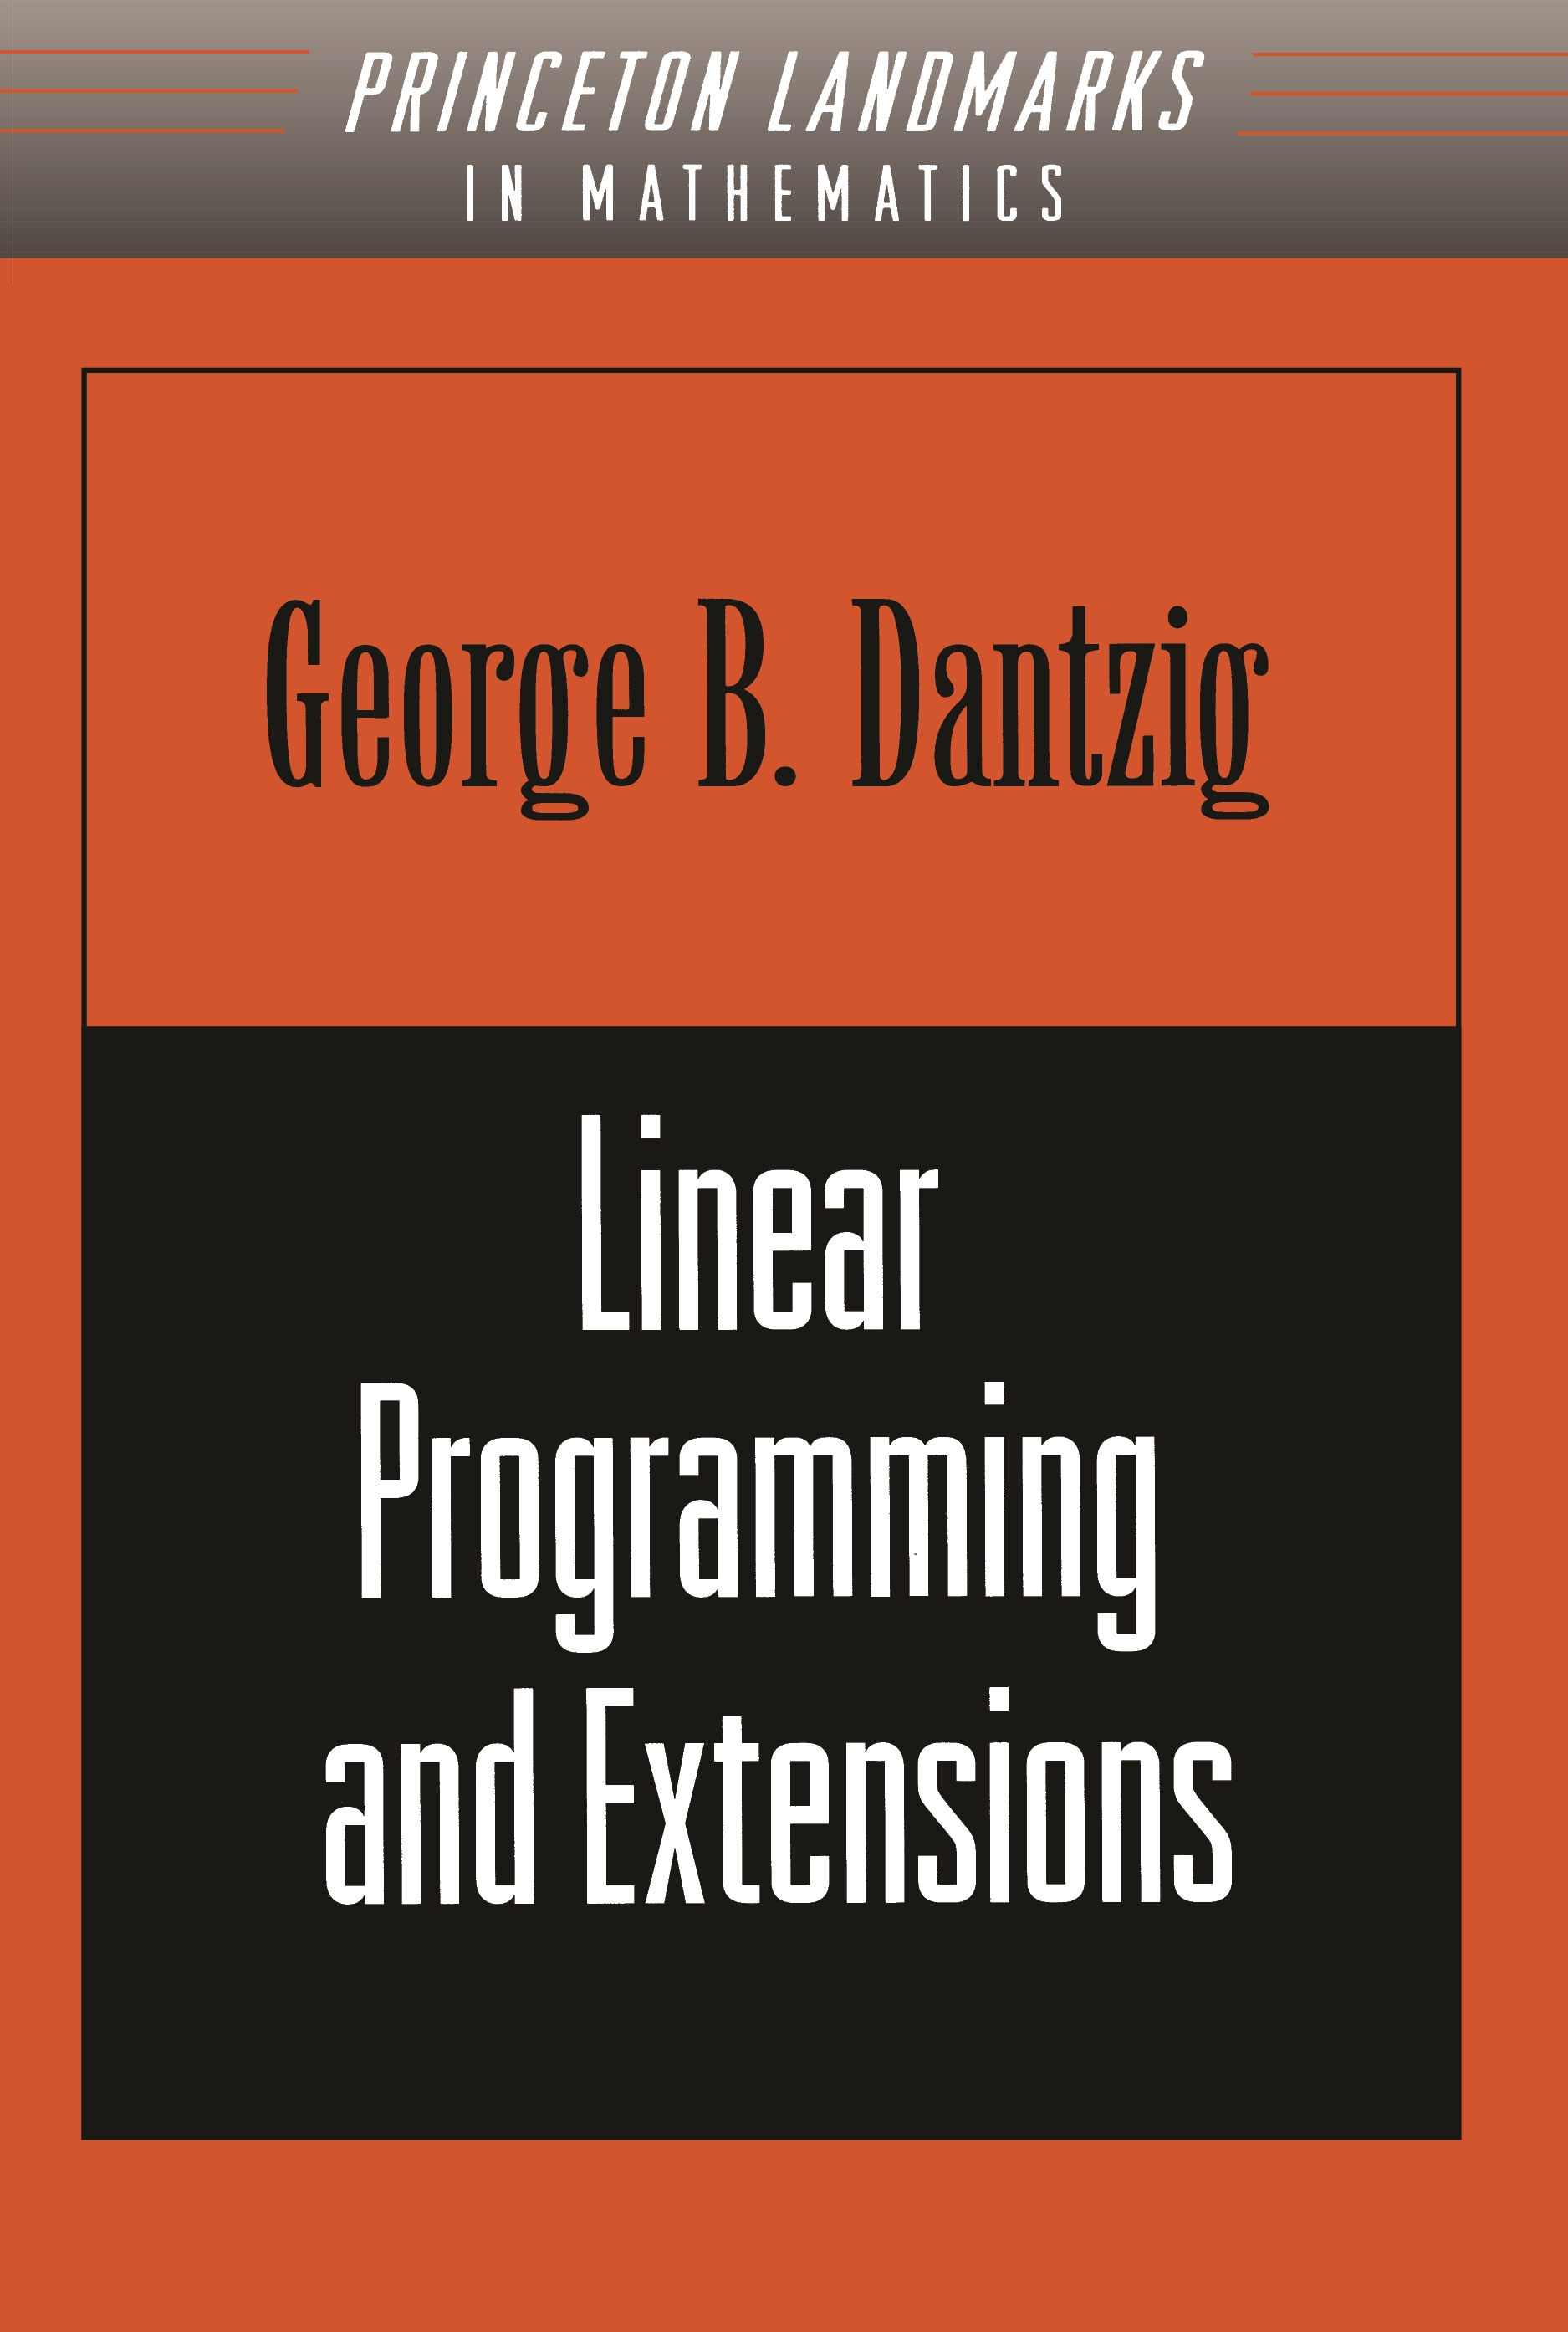 PRINCETON LANDMARKS
IN MATHEMATICS
George B. Dantzig
Linear
Programming
and Extensions